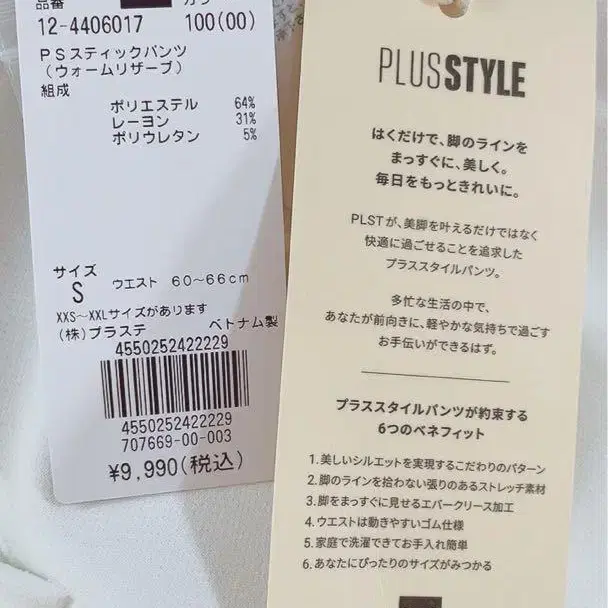 品番
カラー
12-4406017
100(00)
PSスティックパンツ
(ウォームリザーブ)
組成
ポリエステル 64%
レーヨン 31%
ポリウレタン 5%
サイズ
S
ウエスト 60~66cm
XXS~XXLサイズがあります
(株)プラステ ベトナム製
4550252422229
4550252422229
707669-00-003
¥9,990(税込)
PLUSSTYLE
はくだけで、脚のラインを
まっすぐに、美しく。
毎日をもっときれいに。
PLSTが、美脚を叶えるだけではなく
快適に過ごせることを追求した
プラススタイルパンツ。
多忙な生活の中で、
あなたが前向きに、軽やかな気持ちで過ごす
お手伝いができるはず。
プラススタイルパンツが約束する
6つのベネフィット
1.美しいシルエットを実現するこだわりのパターン
2.脚のラインを拾わない張りのあるストレッチ素材
3.脚をまっすぐに見せるエバークリース加工
4.ウエストは動きやすいゴム仕様
5.家庭で洗濯できてお手入れ簡単
6.あなたにぴったりのサイズがみつかる